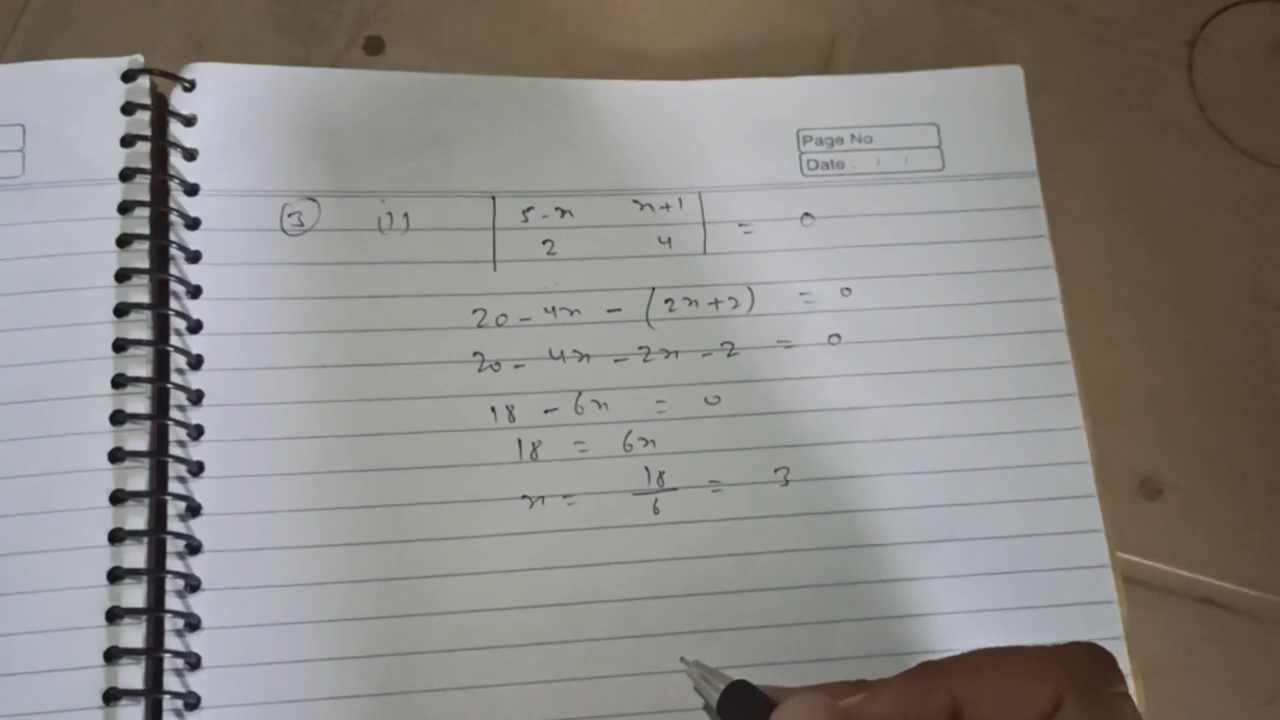 Page No
Date
③ i) | 5-x x+1 | = 0
| 2 4 |
20 - 4x - (2x+2) = 0
20 - 4x - 2x - 2 = 0
18 - 6x = 0
18 = 6x
x = 18/6 = 3